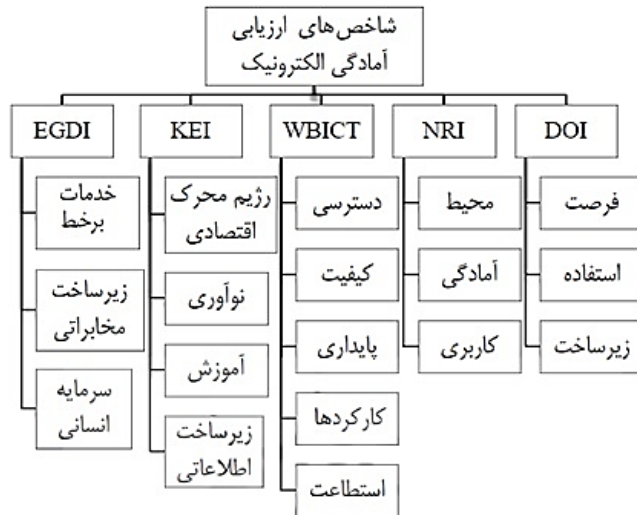 شاخص‌های ارزیابی
آمادگی الکترونیک
EGDI
KEI
WBICT
NRI
DOI
خدمات
برخط
زیرساخت
مخابراتی
سرمایه
انسانی
رژیم محرک
اقتصادی
نوآوری
آموزش
زیرساخت
اطلاعاتی
دسترسی
کیفیت
پایداری
کارکردها
استطاعت
محیط
آمادگی
کاربری
فرصت
استفاده
زیرساخت